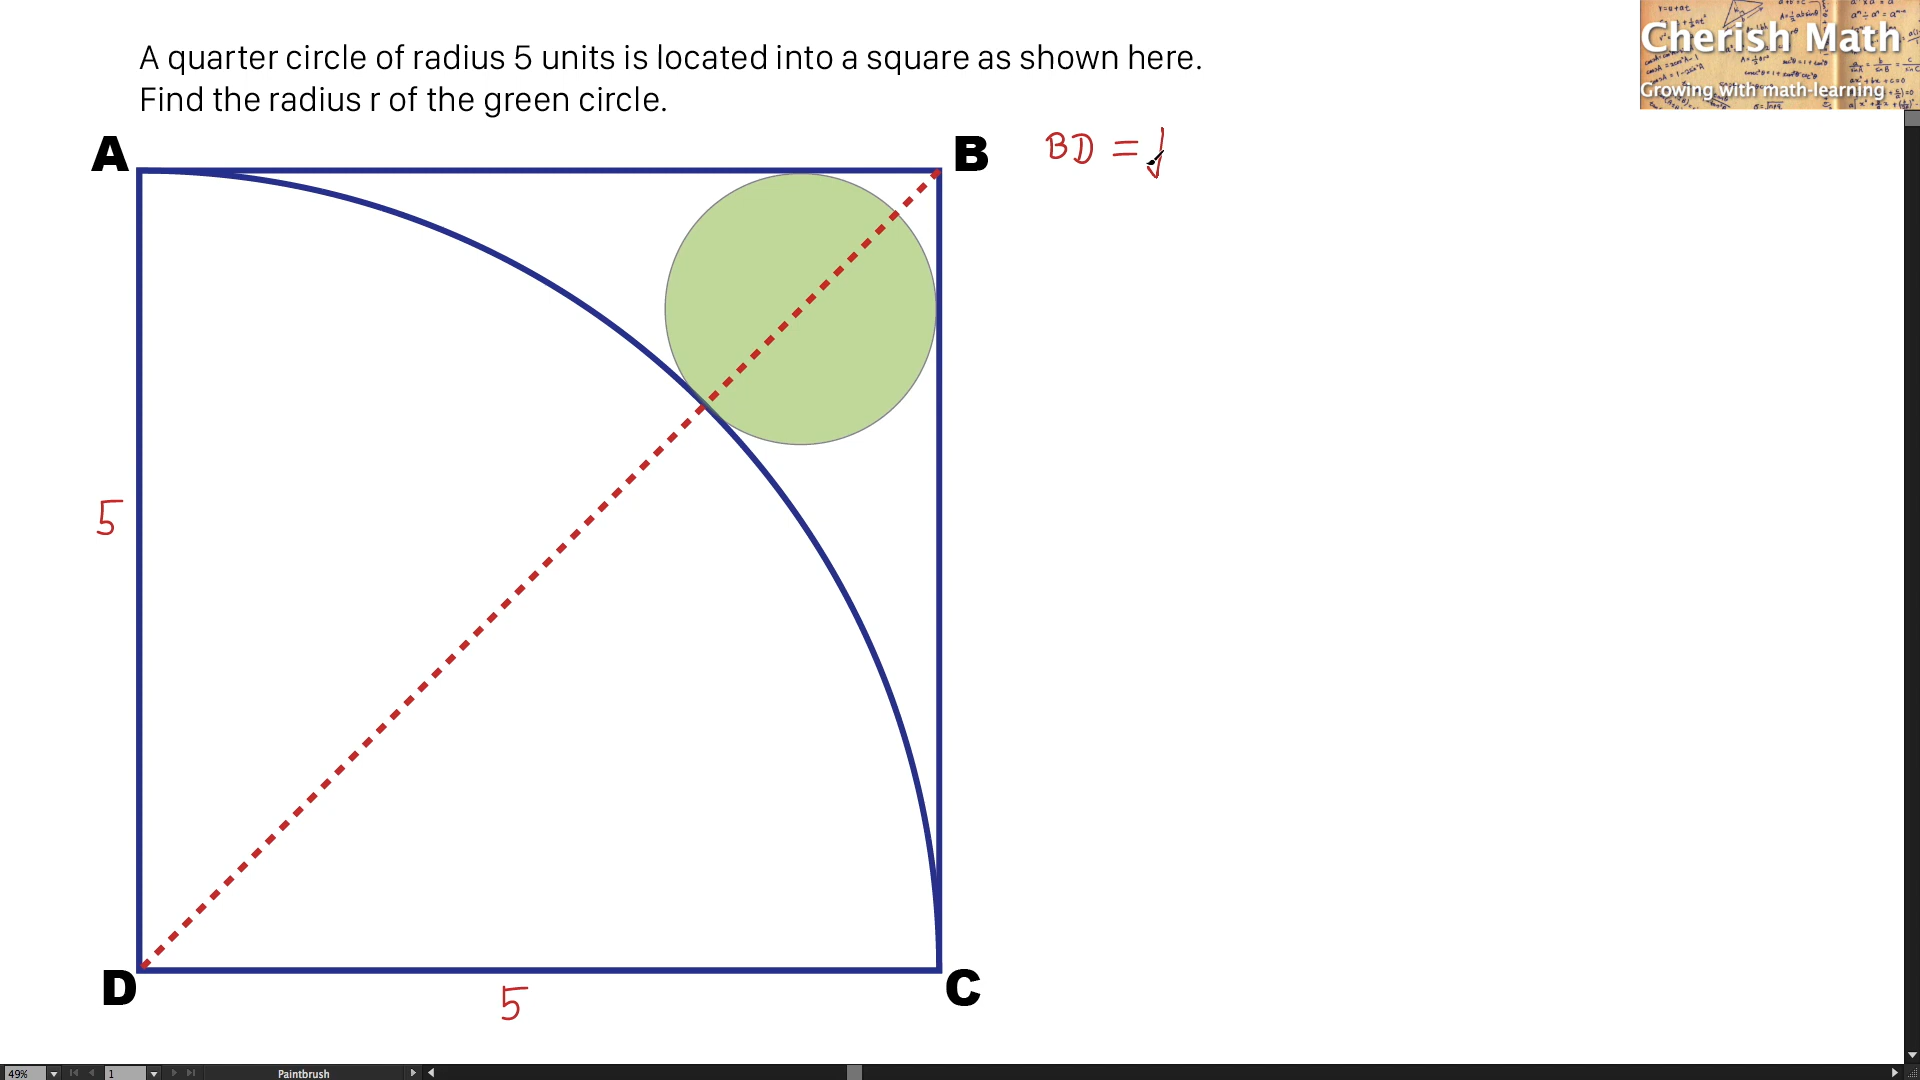 A quarter circle of radius 5 units is located into a square as shown here.
Find the radius r of the green circle.
Cherish Math
Growing with math-learning
A
B
BD = √
5
D
C
5
49%
1
Paintbrush